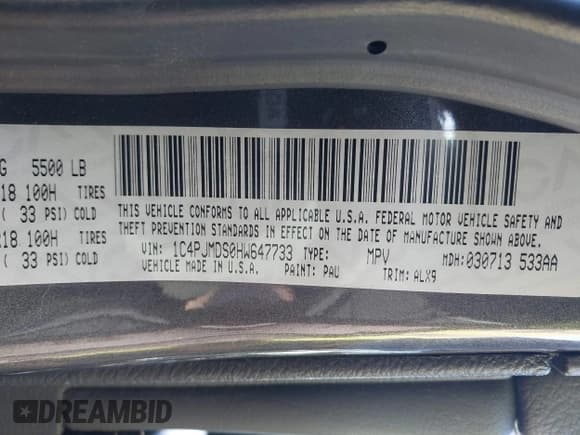 G 5500 LB
18 100H TIRES
( 33 PSI) COLD
R18 100H TIRES
( 33 PSI) COLD
THIS VEHICLE CONFORMS TO ALL APPLICABLE U.S.A. FEDERAL MOTOR VEHICLE SAFETY AND
THEFT PREVENTION STANDARDS IN EFFECT ON THE DATE OF MANUFACTURE SHOWN ABOVE.
VIN: 1C4PJMDS0HW647733 TYPE: MPV MDH: 030713 533AA
VEHICLE MADE IN U.S.A. PAINT: PAU TRIM: ALX9
DREAMBID